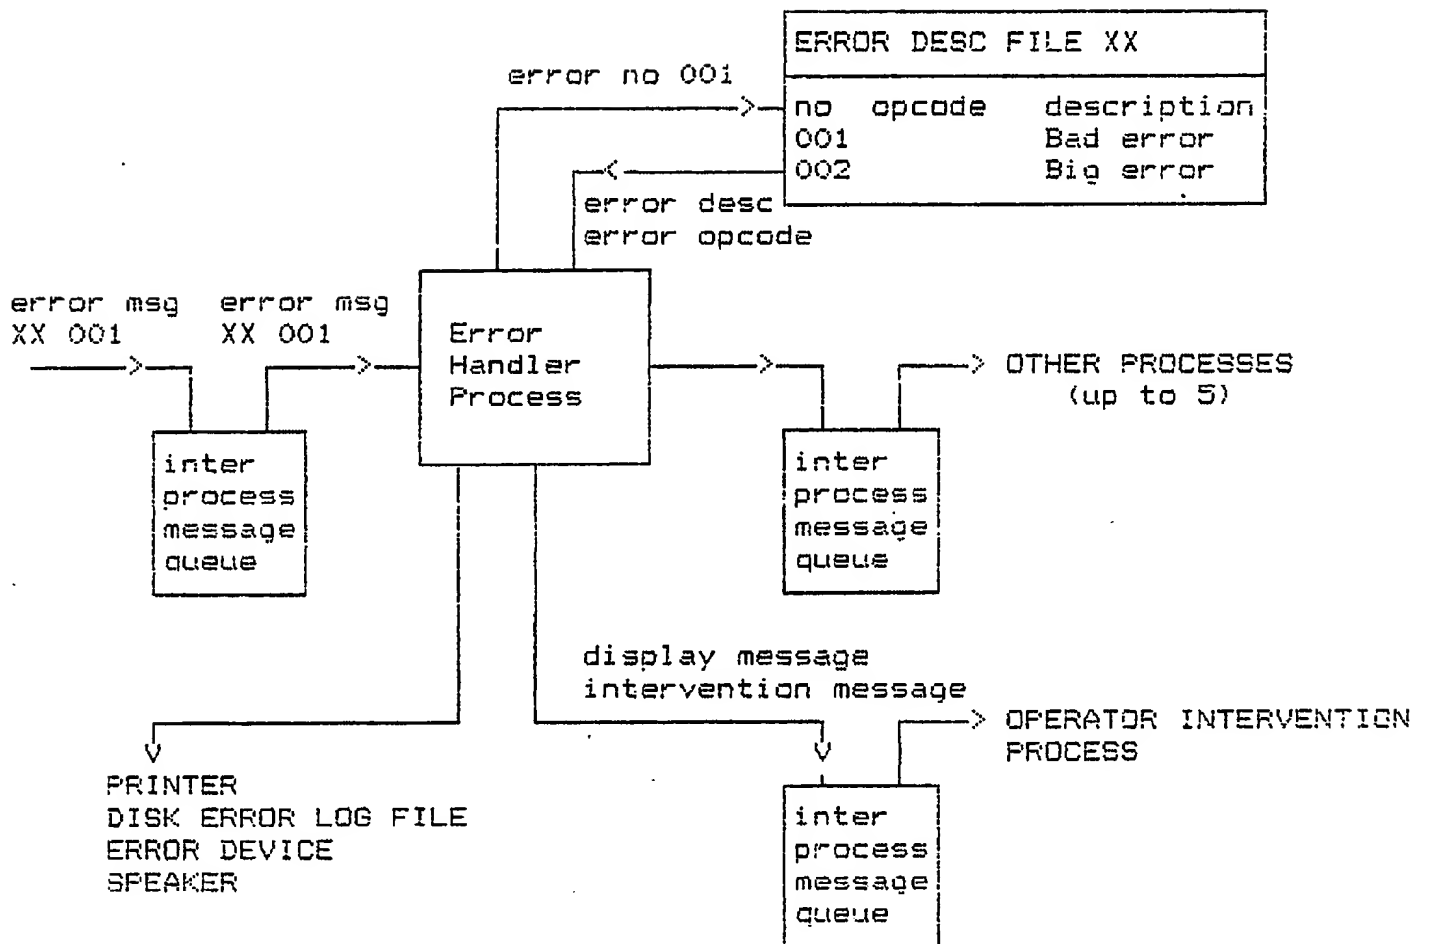 ERROR DESC FILE XX
error no 001
no opcode description
001 Bad error
002 Big error
error desc
error opcode
error msg
XX 001
error msg
XX 001
Error
Handler
Process
OTHER PROCESSES
(up to 5)
inter
process
message
queue
inter
process
message
queue
display message
intervention message
OPERATOR INTERVENTION
PROCESS
PRINTER
DISK ERROR LOG FILE
ERROR DEVICE
SPEAKER
inter
process
message
queue